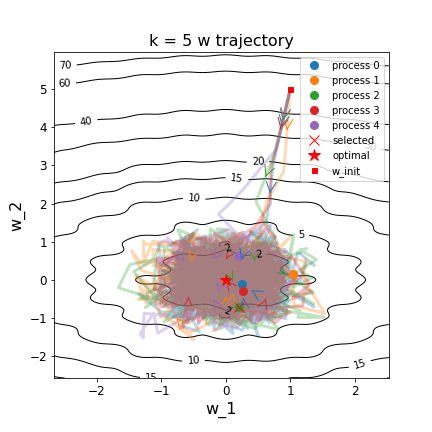 k = 5 w trajectory
70
60
40
20
15
10
5
2
2
2
10
15
15
process 0
process 1
process 2
process 3
process 4
selected
optimal
w_init
w_2
5
4
3
2
1
0
−1
−2
−2
−1
0
1
2
w_1